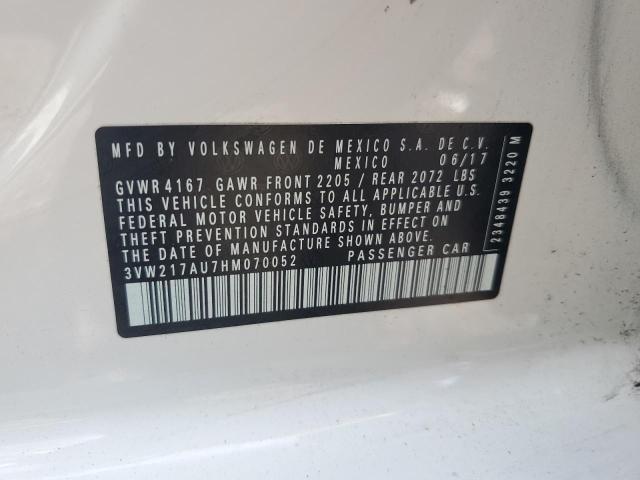 MFD BY VOLKSWAGEN DE MEXICO S.A. DE C.V.
MEXICO 06/17
GVWR 4167 GAWR FRONT 2205 / REAR 2072 LBS
THIS VEHICLE CONFORMS TO ALL APPLICABLE U.S.
FEDERAL MOTOR VEHICLE SAFETY, BUMPER AND
THEFT PREVENTION STANDARDS IN EFFECT ON
THE DATE OF MANUFACTURE SHOWN ABOVE.
3VW217AU7HM070052 PASSENGER CAR
2348439 3220 M